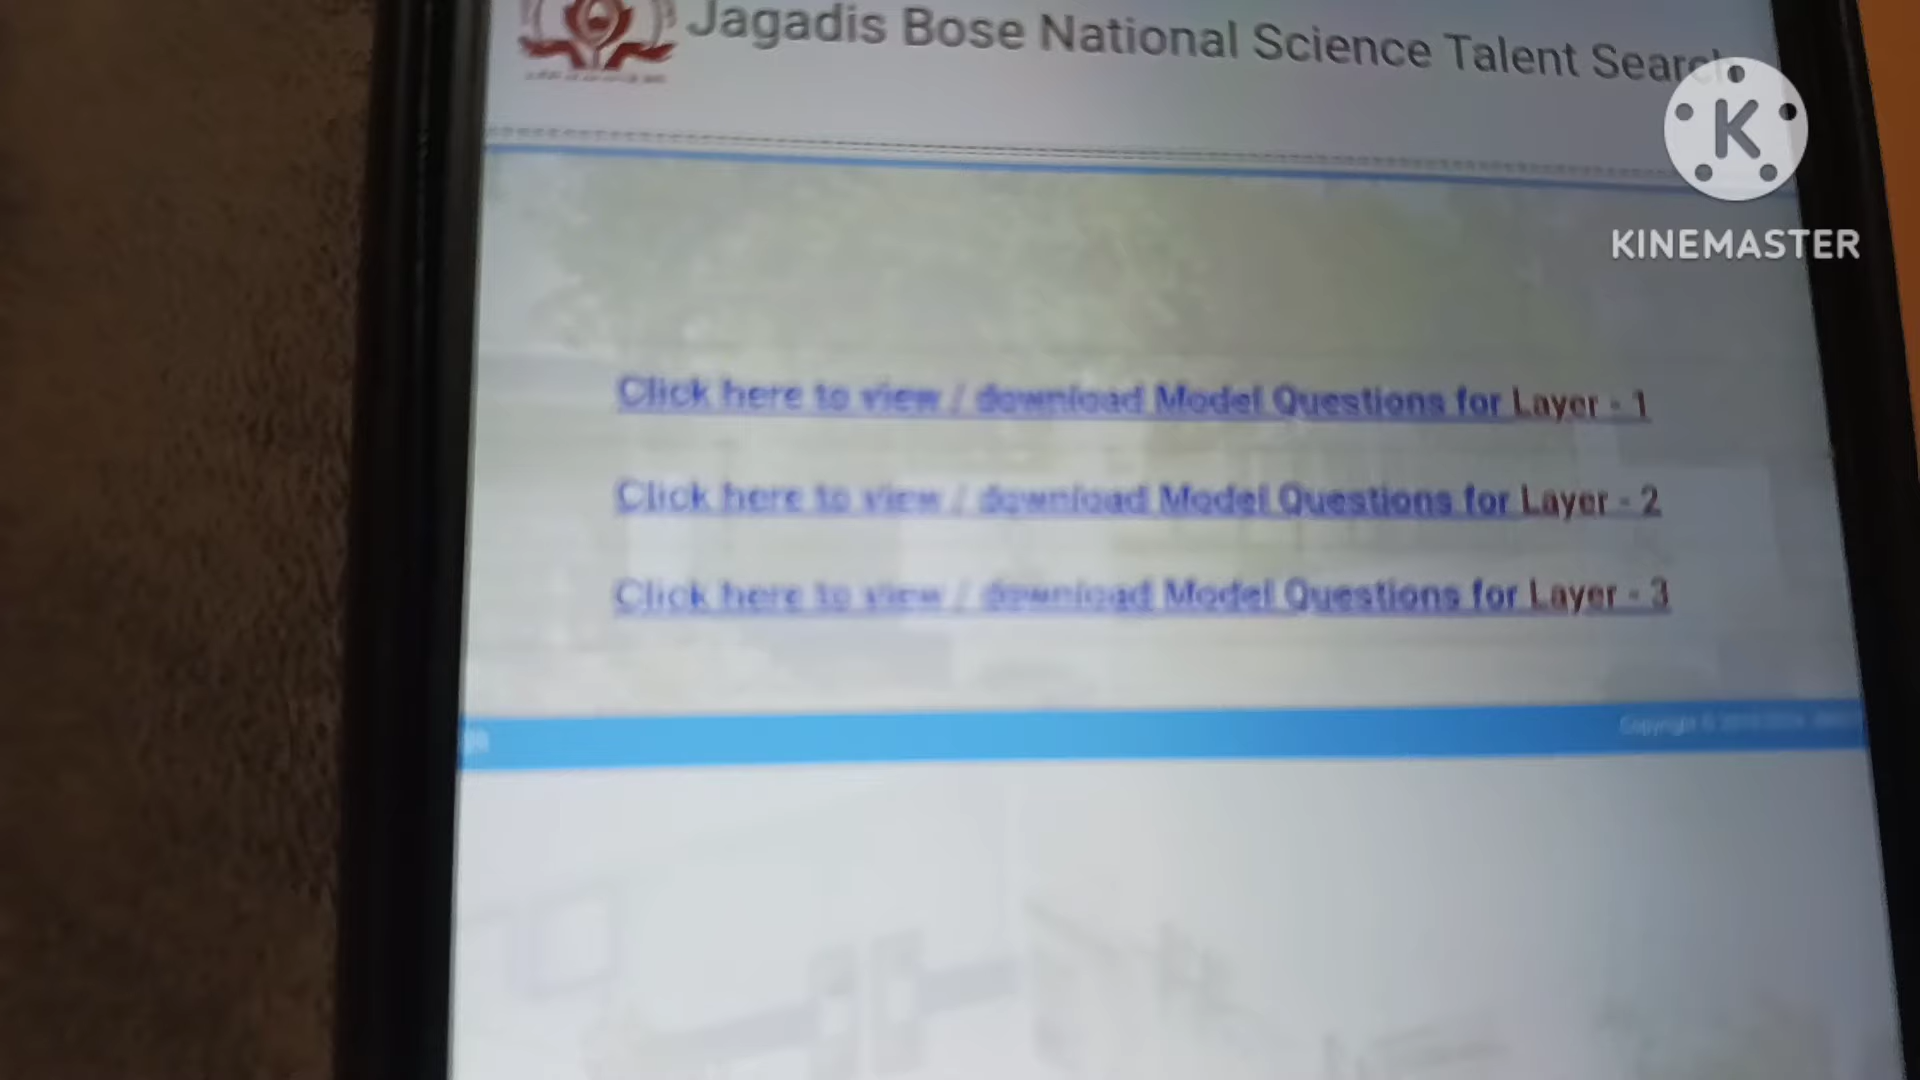 Jagadis Bose National Science Talent Search
K
KINEMASTER
Click here to view / download Model Questions for Layer - 1
Click here to view / download Model Questions for Layer - 2
Click here to view / download Model Questions for Layer - 3
Copyright ©